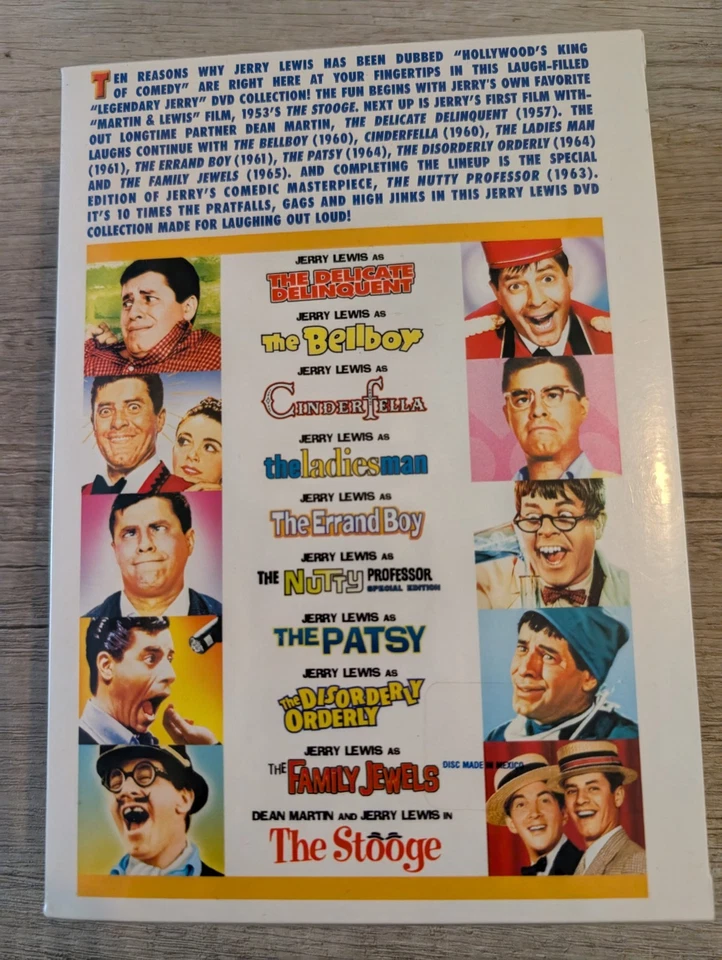 TEN REASONS WHY JERRY LEWIS HAS BEEN DUBBED "HOLLYWOOD'S KING
OF COMEDY" ARE RIGHT HERE AT YOUR FINGERTIPS IN THIS LAUGH-FILLED
"LEGENDARY JERRY" DVD COLLECTION! THE FUN BEGINS WITH JERRY'S OWN FAVORITE
"MARTIN & LEWIS" FILM, 1953'S THE STOOGE. NEXT UP IS JERRY'S FIRST FILM WITH-
OUT LONGTIME PARTNER DEAN MARTIN, THE DELICATE DELINQUENT (1957). THE
LAUGHS CONTINUE WITH THE BELLBOY (1960), CINDERFELLA (1960), THE LADIES MAN
(1961), THE ERRAND BOY (1961), THE PATSY (1964), THE DISORDERLY ORDERLY (1964)
AND THE FAMILY JEWELS (1965). AND COMPLETING THE LINEUP IS THE SPECIAL
EDITION OF JERRY'S COMEDIC MASTERPIECE, THE NUTTY PROFESSOR (1963).
IT'S 10 TIMES THE PRATFALLS, GAGS AND HIGH JINKS IN THIS JERRY LEWIS DVD
COLLECTION MADE FOR LAUGHING OUT LOUD!
JERRY LEWIS AS
THE DELICATE
DELINQUENT
JERRY LEWIS AS
The Bellboy
JERRY LEWIS AS
CINDERFELLA
JERRY LEWIS AS
theladiesman
JERRY LEWIS AS
The Errand Boy
JERRY LEWIS AS
THE NUTTY PROFESSOR
SPECIAL EDITION
JERRY LEWIS AS
THE PATSY
JERRY LEWIS AS
The DISORDERLY
ORDERLY
JERRY LEWIS AS
THE FAMILY JEWELS
DISC MADE IN MEXICO
DEAN MARTIN AND JERRY LEWIS IN
The Stooge